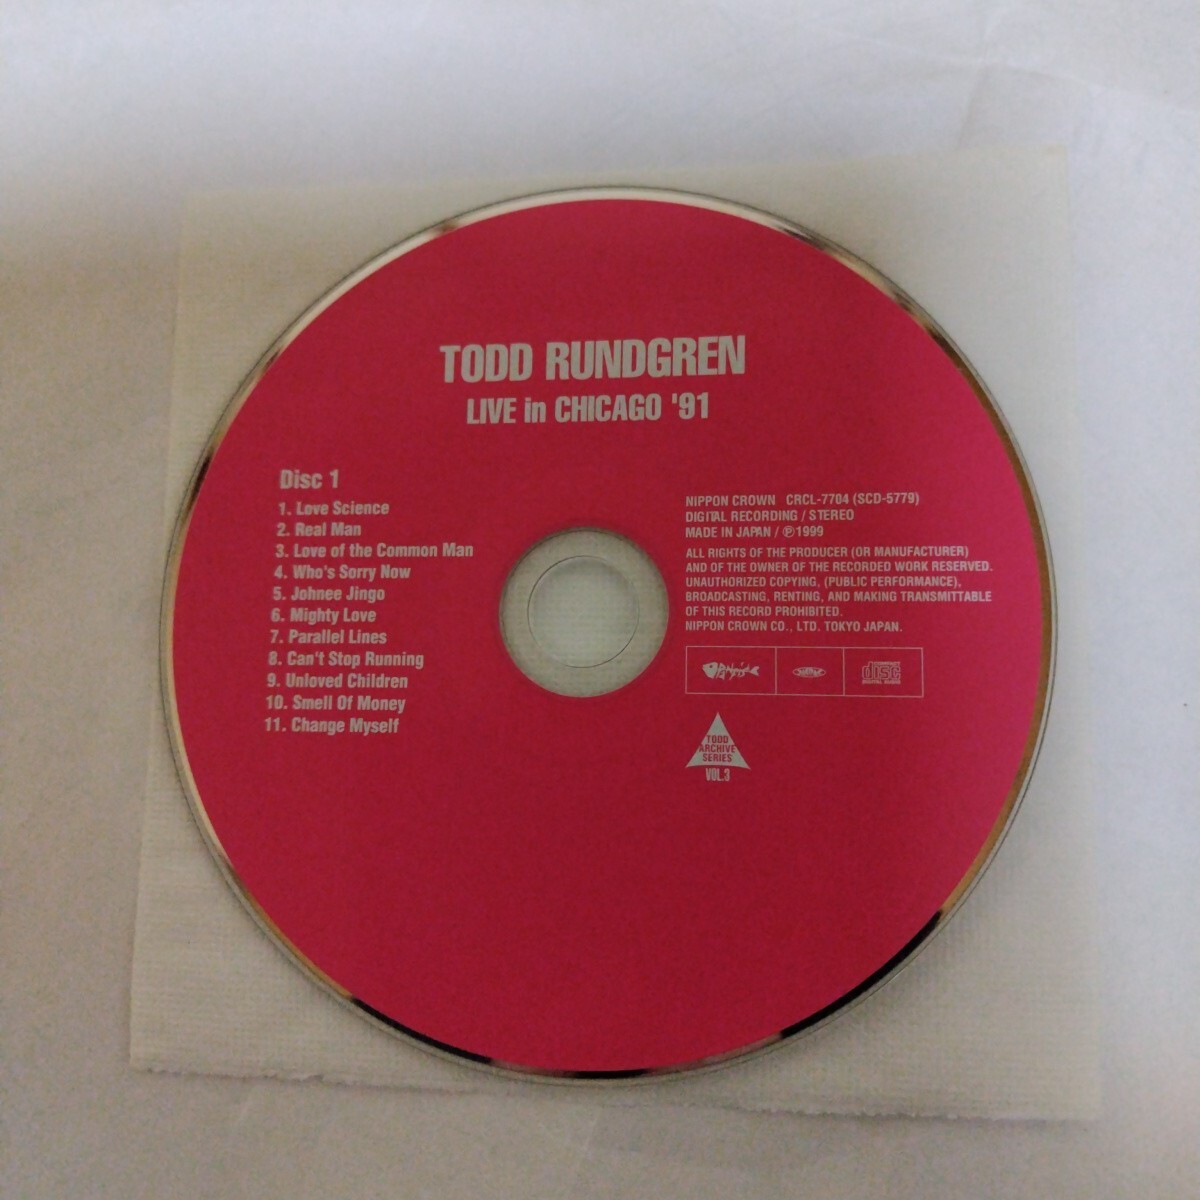 TODD RUNDGREN
LIVE in CHICAGO '91
Disc 1
1. Love Science
2. Real Man
3. Love of the Common Man
4. Who's Sorry Now
5. Johnee Jingo
6. Mighty Love
7. Parallel Lines
8. Can't Stop Running
9. Unloved Children
10. Smell Of Money
11. Change Myself
NIPPON CROWN CRCL-7704 (SCD-5779)
DIGITAL RECORDING / STEREO
MADE IN JAPAN / ℗1999
ALL RIGHTS OF THE PRODUCER (OR MANUFACTURER)
AND OF THE OWNER OF THE RECORDED WORK RESERVED.
UNAUTHORIZED COPYING, (PUBLIC PERFORMANCE),
BROADCASTING, RENTING, AND MAKING TRANSMITTABLE
OF THIS RECORD PROHIBITED.
NIPPON CROWN CO., LTD. TOKYO JAPAN.
COMPACT
disc
DIGITAL AUDIO
TODD
ARCHIVE
SERIES
VOL.3